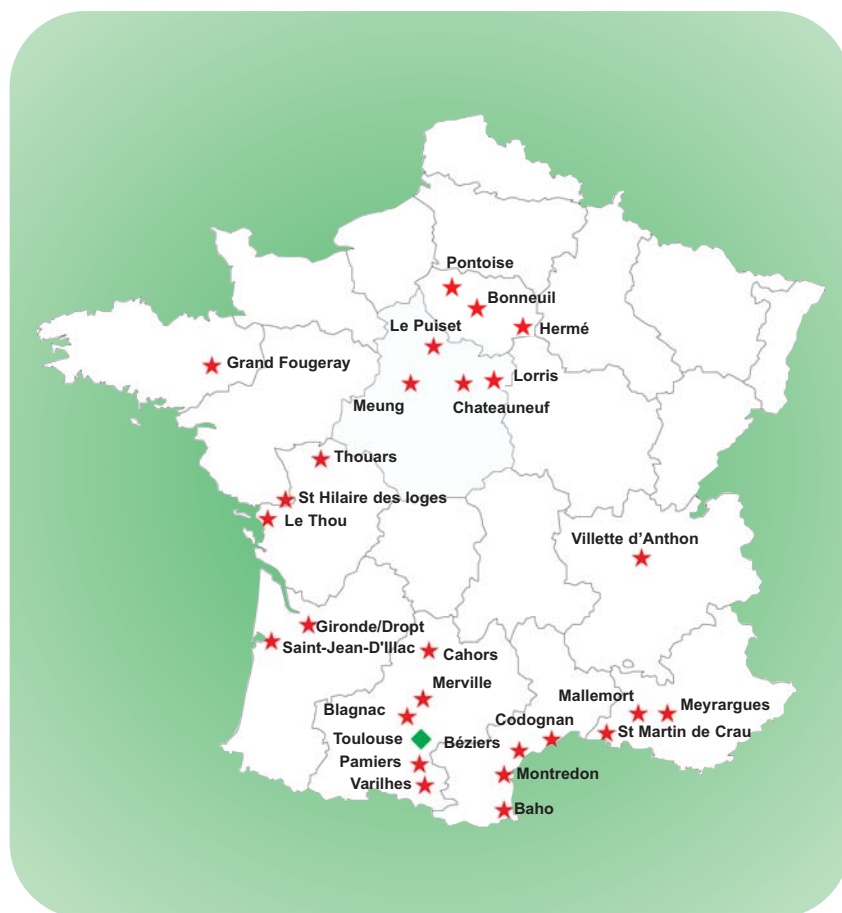 Pontoise
Bonneuil
Le Puiset
Hermé
Grand Fougeray
Lorris
Meung
Chateauneuf
Thouars
St Hilaire des loges
Le Thou
Villette d’Anthon
Gironde/Dropt
Saint-Jean-D'Illac
Cahors
Merville
Mallemort
Meyrargues
Blagnac
Codognan
St Martin de Crau
Toulouse
Béziers
Pamiers
Montredon
Varilhes
Baho